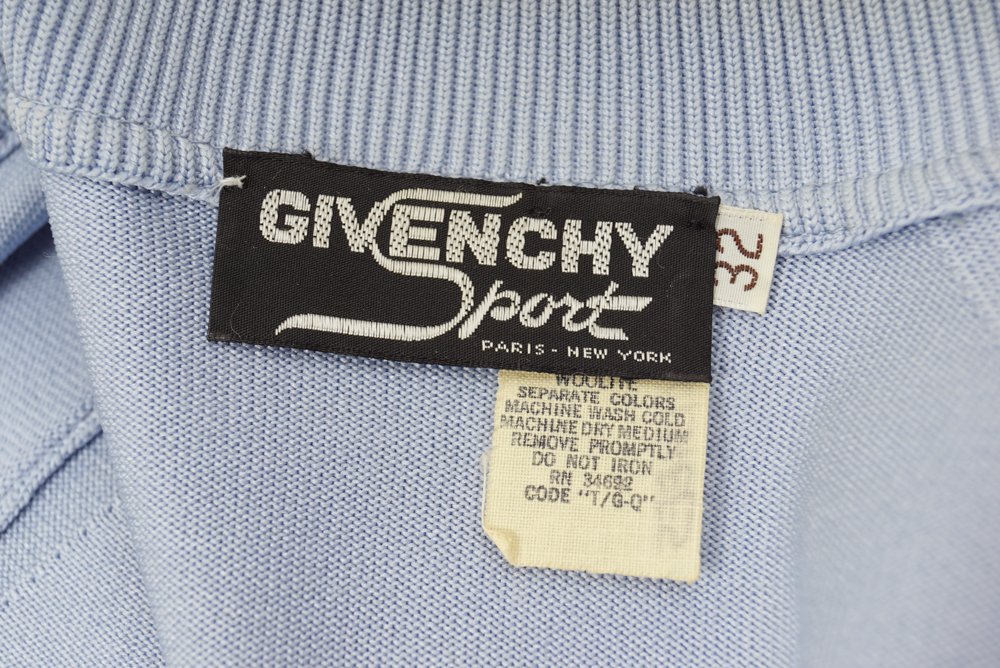 GIVENCHY
Sport
PARIS - NEW YORK
32
WOOLITE
SEPARATE COLORS
MACHINE WASH COLD
MACHINE DRY MEDIUM
REMOVE PROMPTLY
DO NOT IRON
RN 34692
CODE "T/G-Q"